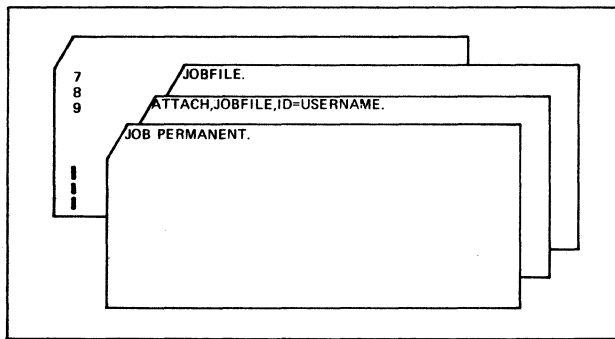 7
8
9
JOBFILE.
ATTACH,JOBFILE,ID=USERNAME.
JOB PERMANENT.